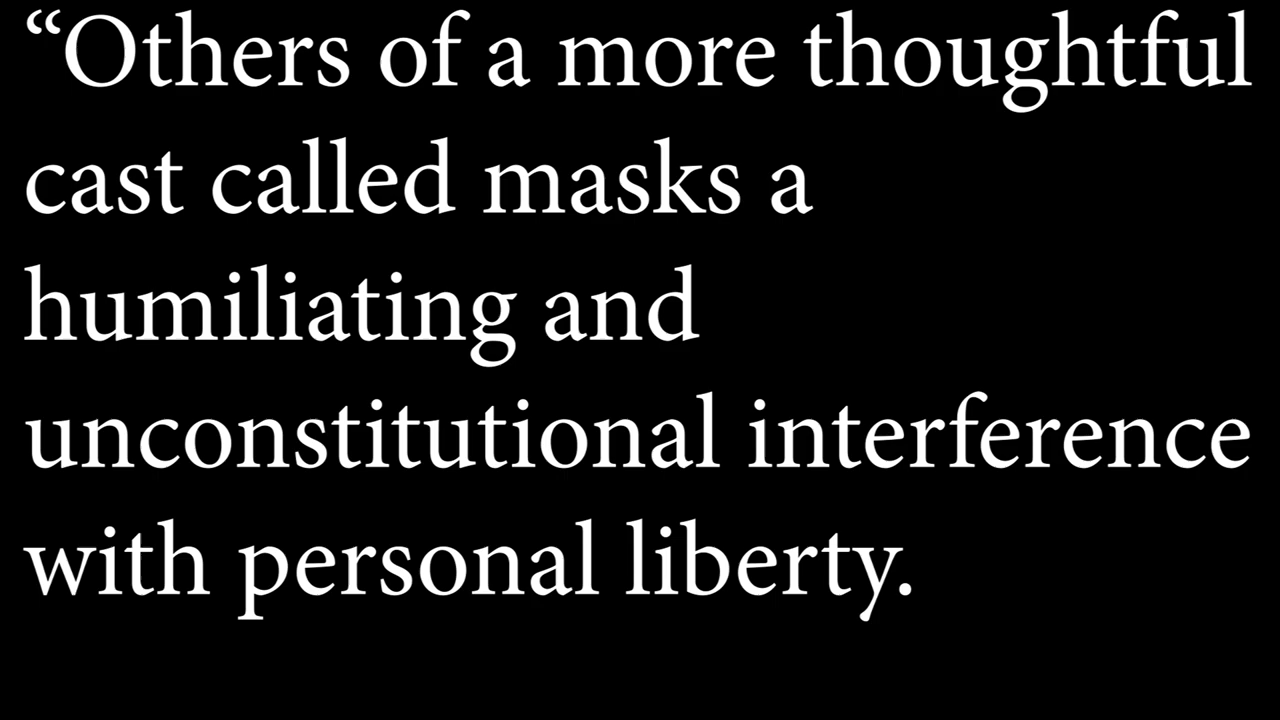 “Others of a more thoughtful
cast called masks a
humiliating and
unconstitutional interference
with personal liberty.